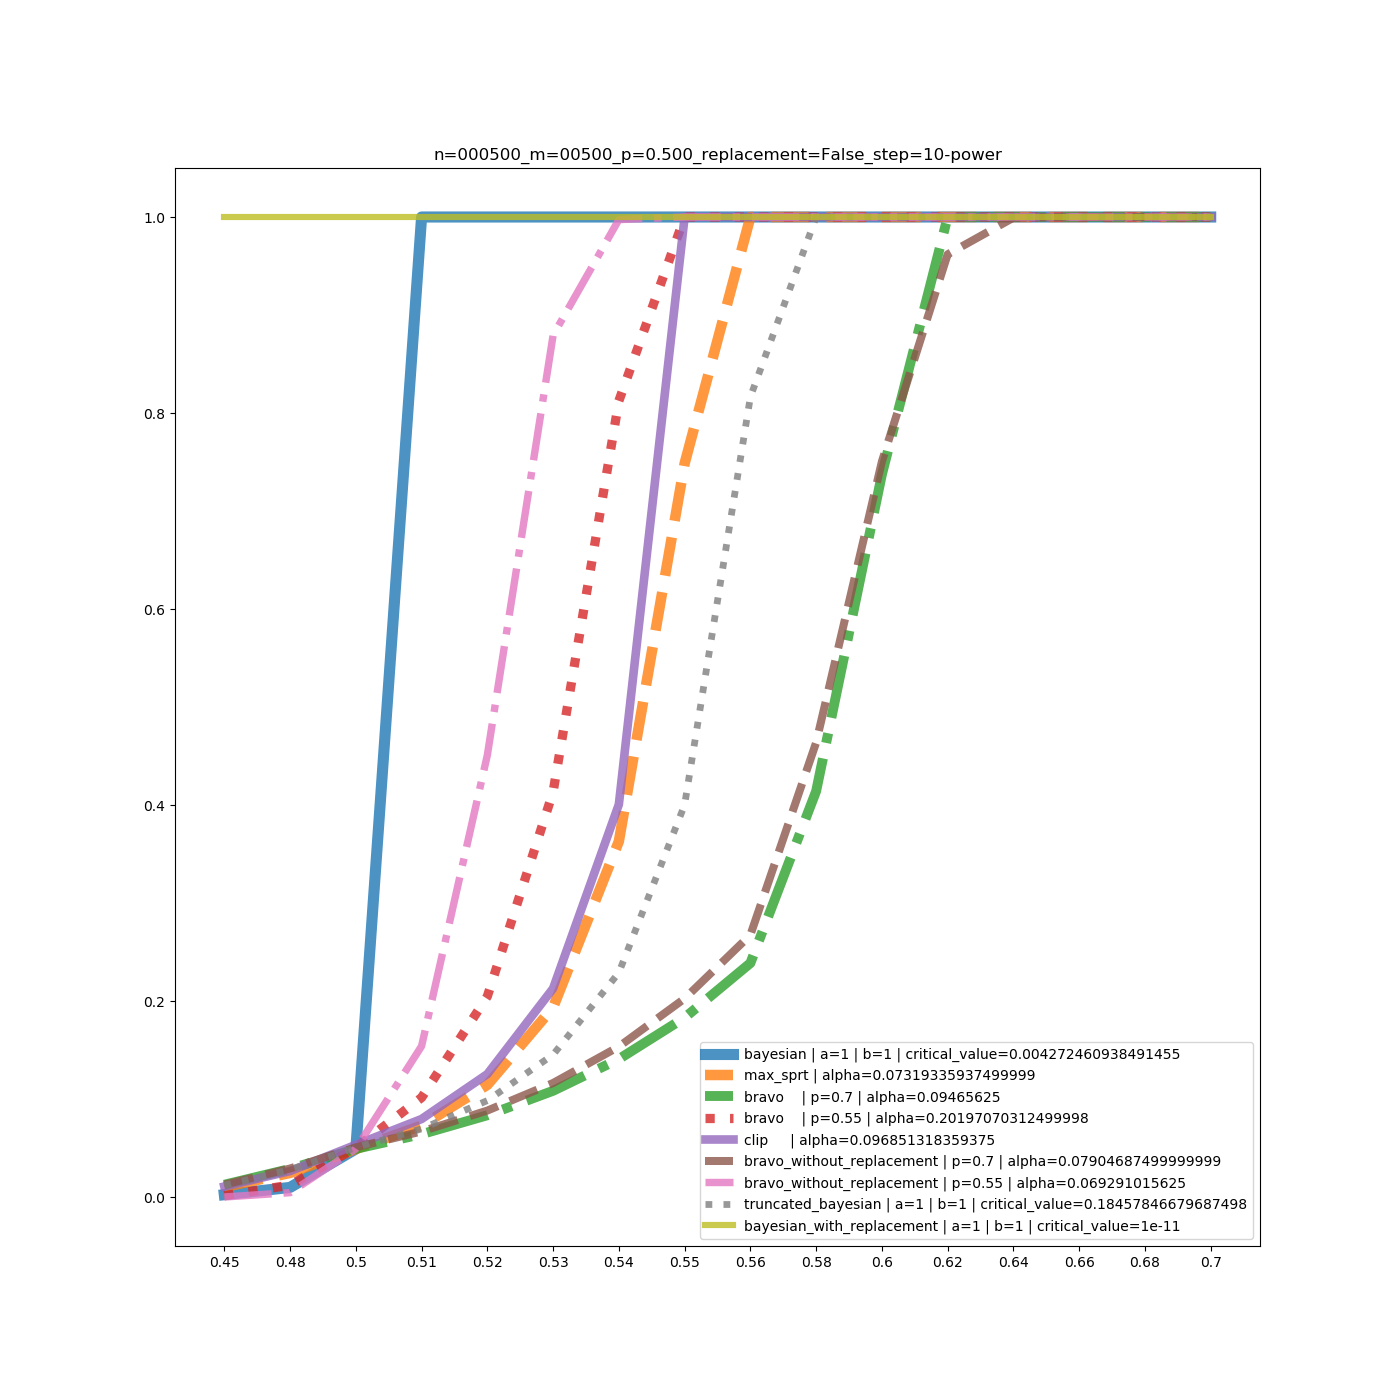 n=000500_m=00500_p=0.500_replacement=False_step=10-power
1.0
0.8
0.6
0.4
0.2
0.0
bayesian | a=1 | b=1 | critical_value=0.004272460938491455
max_sprt | alpha=0.07319335937499999
bravo    | p=0.7 | alpha=0.09465625
bravo    | p=0.55 | alpha=0.20197070312499998
clip     | alpha=0.096851318359375
bravo_without_replacement | p=0.7 | alpha=0.07904687499999999
bravo_without_replacement | p=0.55 | alpha=0.069291015625
truncated_bayesian | a=1 | b=1 | critical_value=0.18457846679687498
bayesian_with_replacement | a=1 | b=1 | critical_value=1e-11
0.45 0.48 0.5 0.51 0.52 0.53 0.54 0.55 0.56 0.58 0.6 0.62 0.64 0.66 0.68 0.7